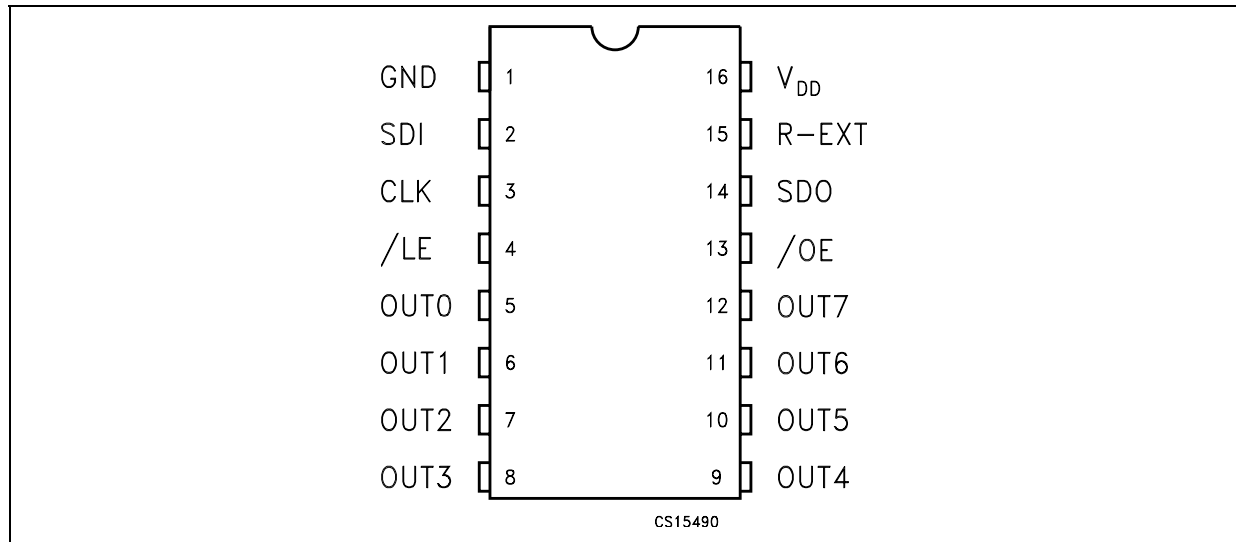 GND 1 16 VDD
SDI 2 15 R-EXT
CLK 3 14 SDO
/LE 4 13 /OE
OUT0 5 12 OUT7
OUT1 6 11 OUT6
OUT2 7 10 OUT5
OUT3 8 9 OUT4
CS15490